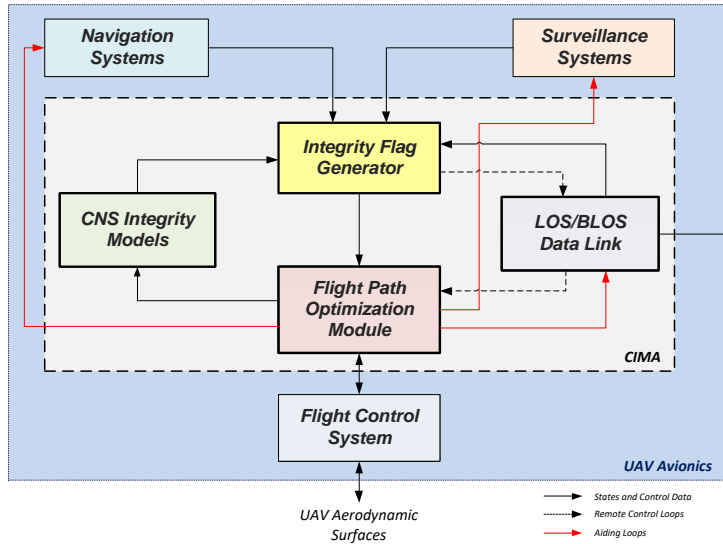 Navigation
Systems
Surveillance
Systems
Integrity Flag
Generator
CNS Integrity
Models
LOS/BLOS
Data Link
Flight Path
Optimization
Module
CIMA
Flight Control
System
UAV Avionics
UAV Aerodynamic
Surfaces
States and Control Data
Remote Control Loops
Aiding Loops